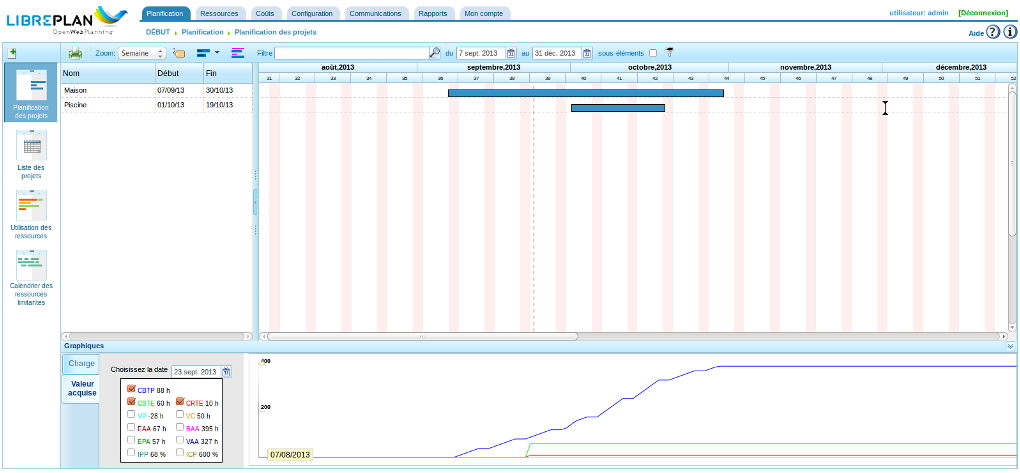 LIBREPLAN
OpenWebPlanning
Planification Ressources Coûts Configuration Communications Rapports Mon compte
utilisateur: admin [Déconnexion]
DÉBUT Planification Planification des projets
Aide
Zoom: Semaine
Filtre du 7 sept. 2013 au 31 déc. 2013 sous éléments
Planification
des projets
Liste des
projets
Utilisation des
ressources
Calendrier des
ressources
limitantes
Nom Début Fin
août,2013 septembre,2013 octobre,2013 novembre,2013 décembre,2013
31 32 33 34 35 36 37 38 39 40 41 42 43 44 45 46 47 48 49 50 51 52
Maison 07/09/13 30/10/13
Piscine 01/10/13 19/10/13
Graphiques
Charge
Valeur
acquise
Choisissez la date 23 sept. 2013
CBTP 88 h
CBTE 60 h CRTE 10 h
VP -28 h VC 50 h
EAA 67 h BAA 395 h
EPA 57 h VAA 327 h
IPP 68 % ICP 600 %
400
200
07/08/2013